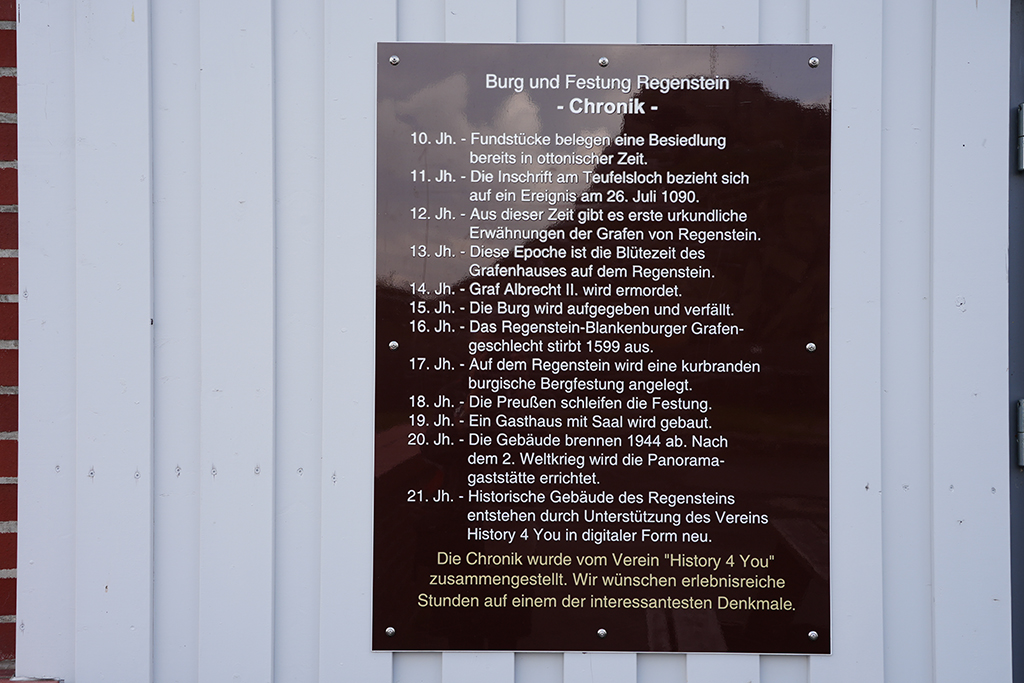 Burg und Festung Regenstein
- Chronik -
10. Jh. - Fundstücke belegen eine Besiedlung
bereits in ottonischer Zeit.
11. Jh. - Die Inschrift am Teufelsloch bezieht sich
auf ein Ereignis am 26. Juli 1090.
12. Jh. - Aus dieser Zeit gibt es erste urkundliche
Erwähnungen der Grafen von Regenstein.
13. Jh. - Diese Epoche ist die Blütezeit des
Grafenhauses auf dem Regenstein.
14. Jh. - Graf Albrecht II. wird ermordet.
15. Jh. - Die Burg wird aufgegeben und verfällt.
16. Jh. - Das Regenstein-Blankenburger Grafen-
geschlecht stirbt 1599 aus.
17. Jh. - Auf dem Regenstein wird eine kurbranden
burgische Bergfestung angelegt.
18. Jh. - Die Preußen schleifen die Festung.
19. Jh. - Ein Gasthaus mit Saal wird gebaut.
20. Jh. - Die Gebäude brennen 1944 ab. Nach
dem 2. Weltkrieg wird die Panorama-
gaststätte errichtet.
21. Jh. - Historische Gebäude des Regensteins
entstehen durch Unterstützung des Vereins
History 4 You in digitaler Form neu.
Die Chronik wurde vom Verein "History 4 You"
zusammengestellt. Wir wünschen erlebnisreiche
Stunden auf einem der interessantesten Denkmale.